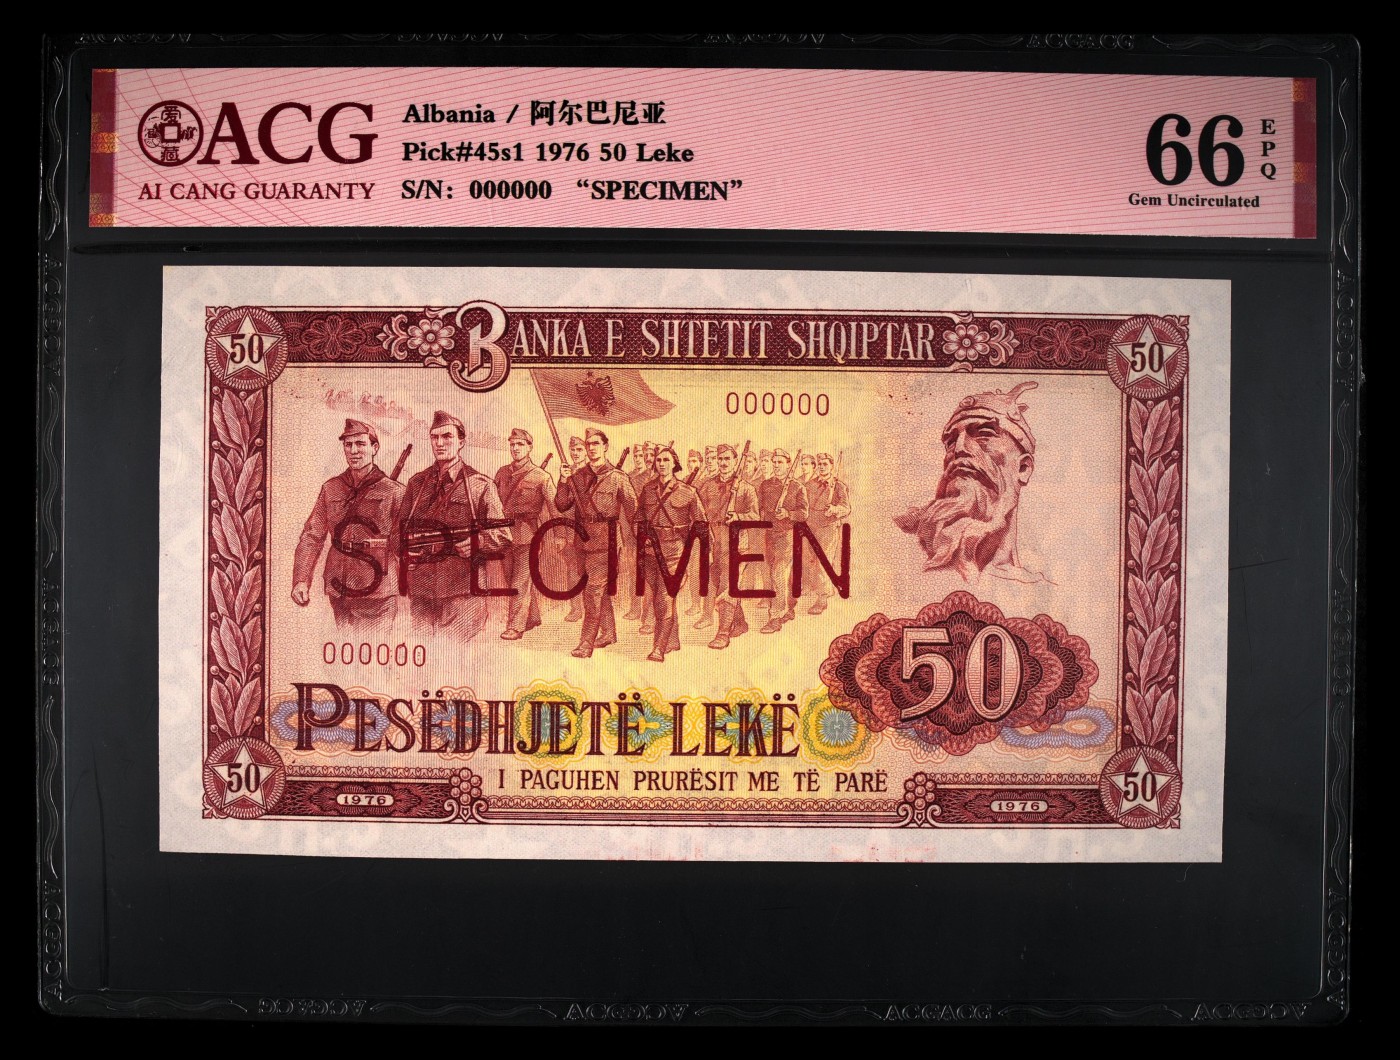 ACG
AI CANG GUARANTY
Albania / 阿尔巴尼亚
Pick#45s1 1976 50 Leke
S/N: 000000 “SPECIMEN”
66
EPQ
Gem Uncirculated
50
BANKA E SHTETIT SHQIPTAR
50
000000
SPECIMEN
000000
50
PESËDHJETË LEKË
I PAGUHEN PRURËSIT ME TË PARË
50
1976
1976
50